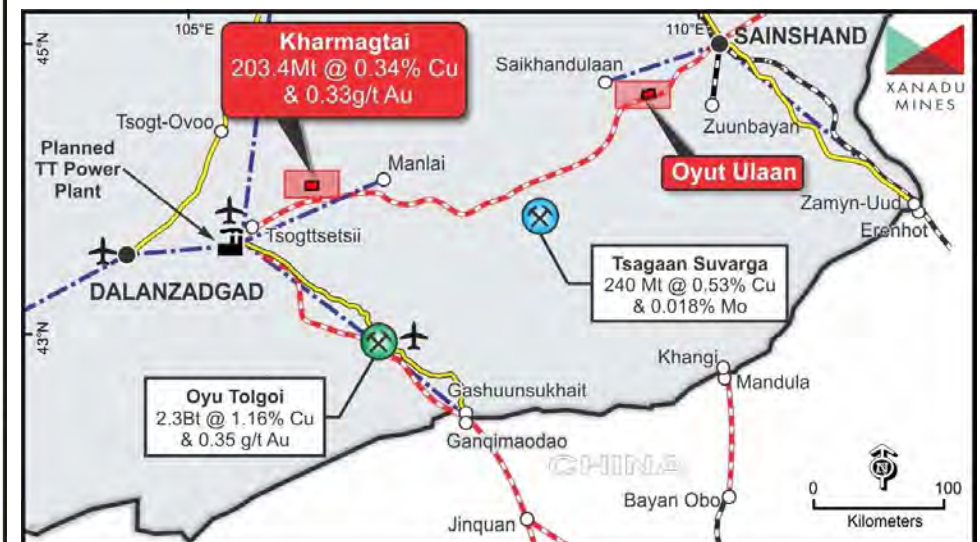 105°E
110°E
45°N
43°N
Kharmagtai
203.4Mt @ 0.34% Cu
& 0.33g/t Au
SAINSHAND
Saikhandulaan
XANADU
MINES
Tsogt-Ovoo
Zuunbayan
Planned
TT Power
Plant
Manlai
Oyut Ulaan
Tsogttsetsii
Zamyn-Uud
Erenhot
Tsagaan Suvarga
240 Mt @ 0.53% Cu
& 0.018% Mo
DALANZADGAD
Khangi
Mandula
Oyu Tolgoi
2.3Bt @ 1.16% Cu
& 0.35 g/t Au
Gashuunsukhait
Ganqimaodao
CHINA
N
Bayan Obo
0
100
Kilometers
Jinquan